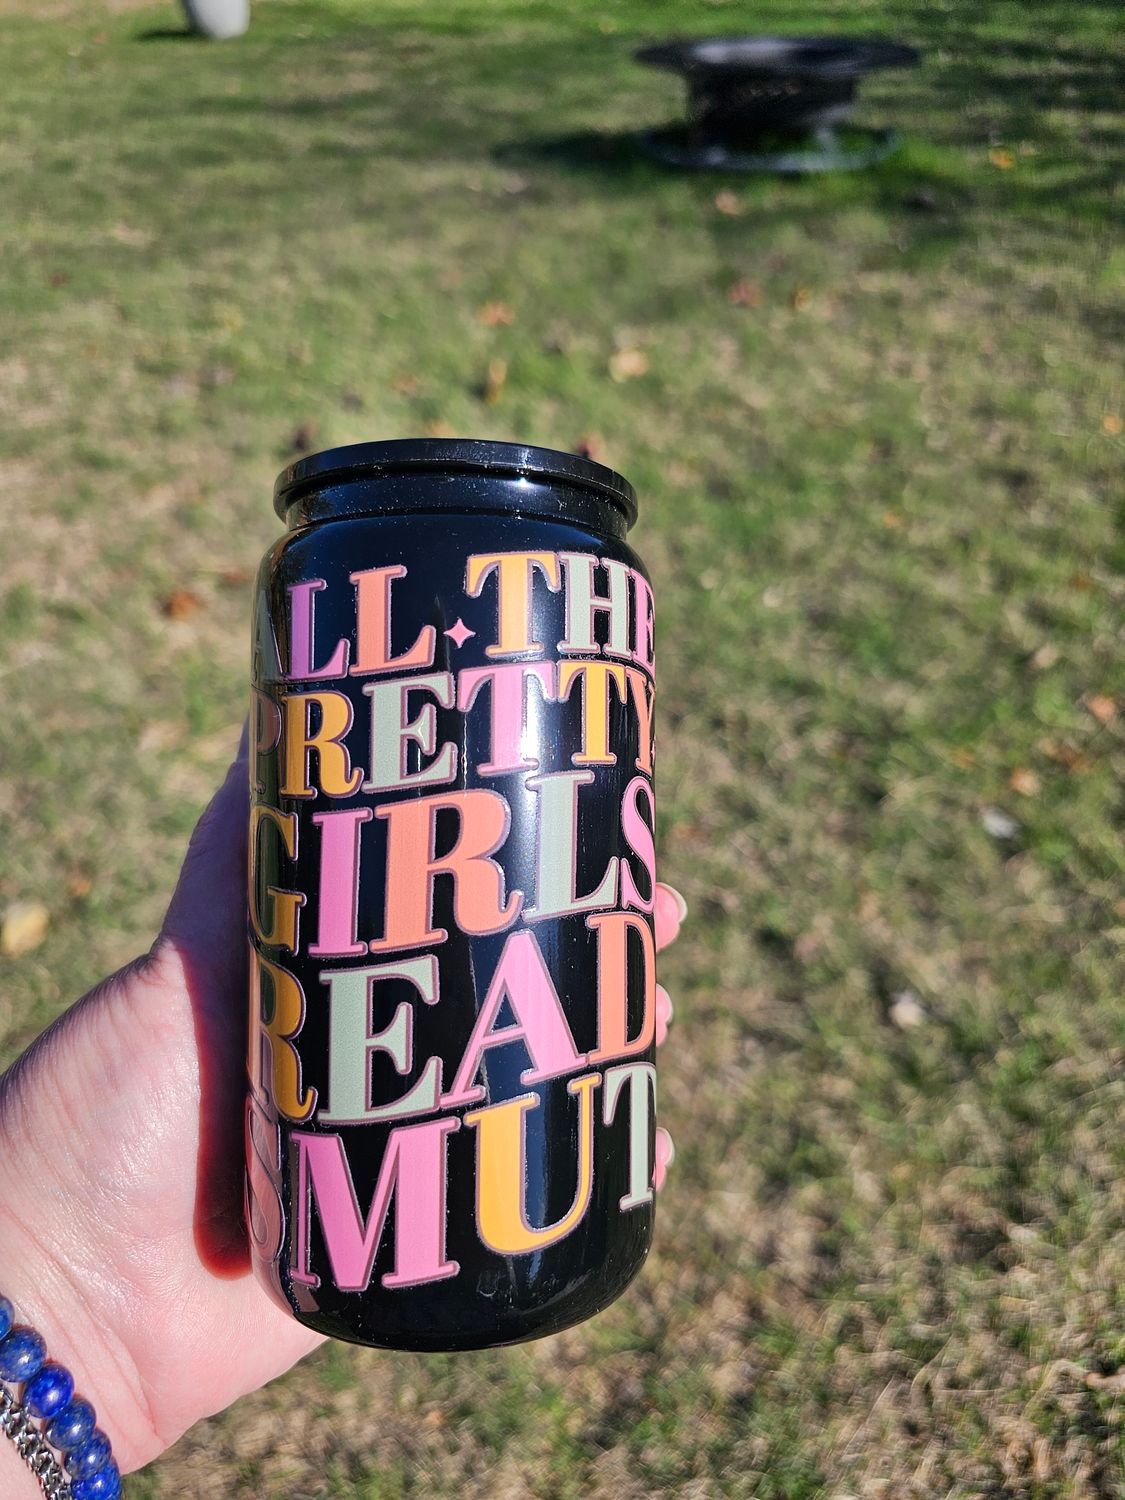 ALL THE
PRETTY
GIRLS
READ
SMUT